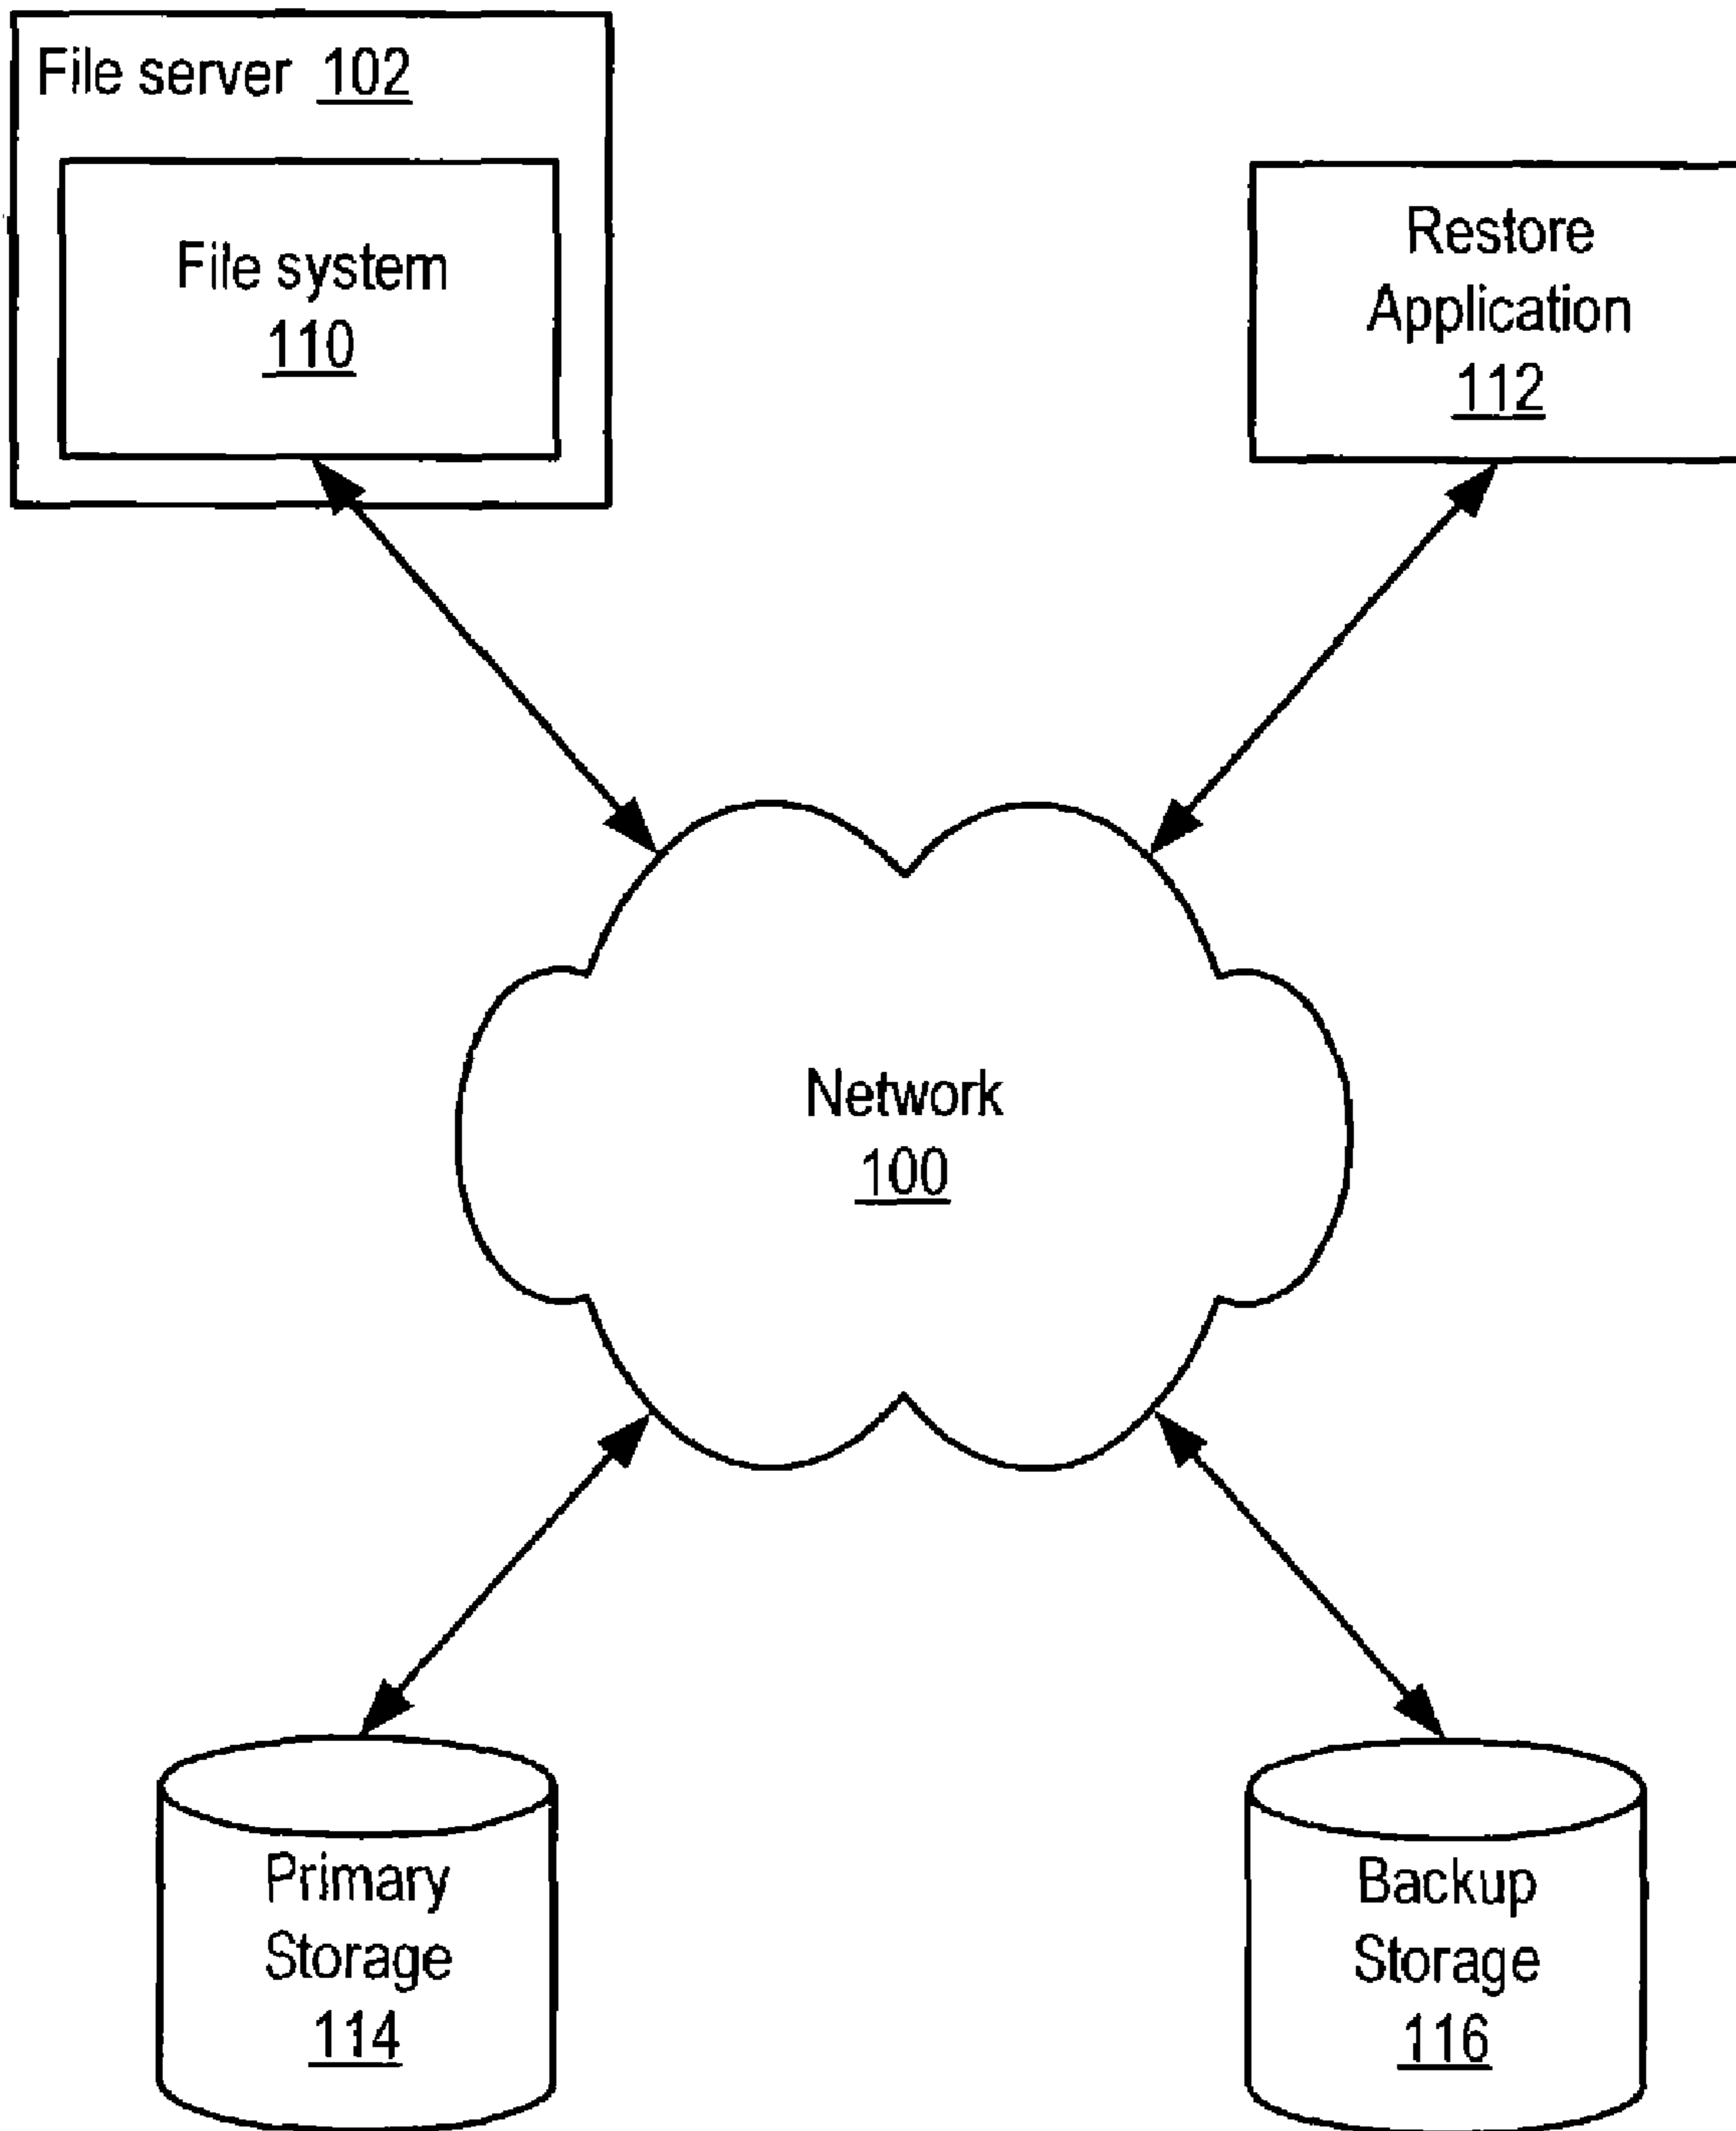 File server 102
File system
110
Restore
Application
112
Network
100
Primary
Storage
114
Backup
Storage
116